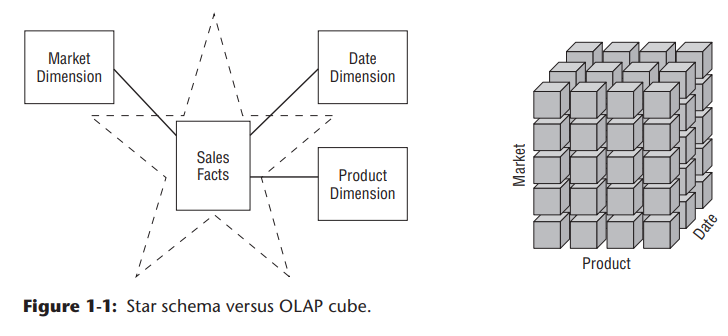 Market
Dimension
Date
Dimension
Sales
Facts
Product
Dimension
Market
Product
Date
Figure 1-1: Star schema versus OLAP cube.